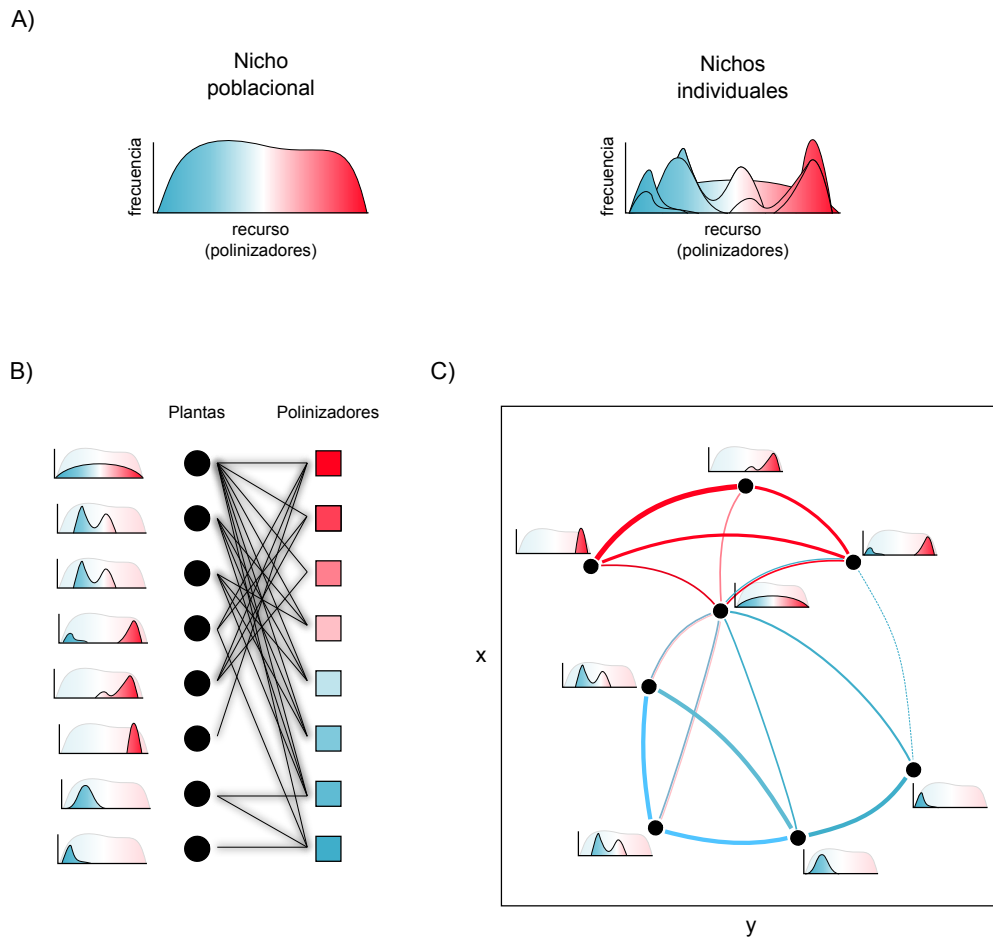 A)
Nicho
poblacional
frecuencia
recurso
(polinizadores)
Nichos
individuales
frecuencia
recurso
(polinizadores)
B)
Plantas
Polinizadores
C)
x
y